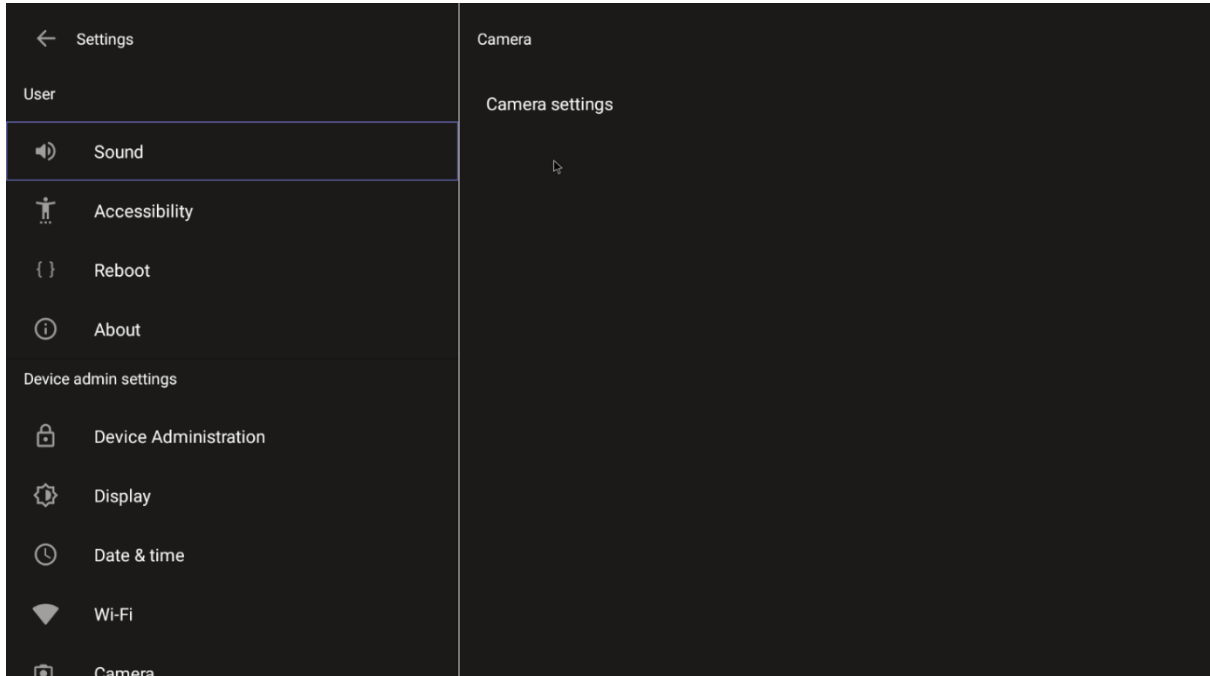 Settings
User
Sound
Accessibility
Reboot
About
Device admin settings
Device Administration
Display
Date & time
Wi-Fi
Camera
Camera
Camera settings